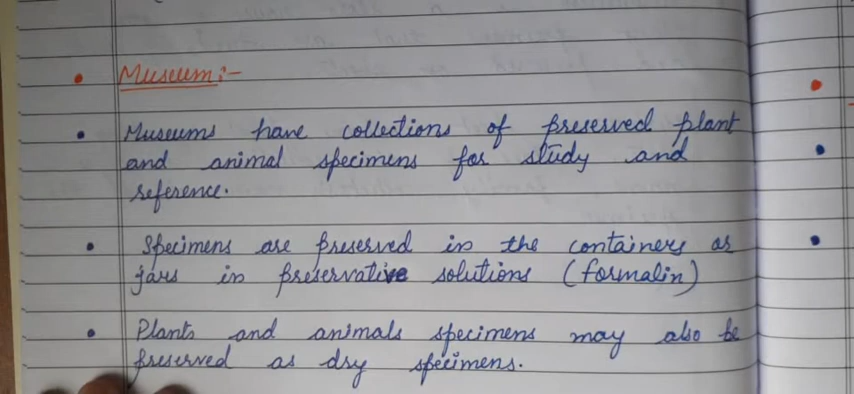 Museum:-
Museums have collections of preserved plant
and animal specimens for study and
reference.
Specimens are preserved in the containers or
jars in preservative solutions (formalin)
Plants and animals specimens may also be
preserved as dry specimens.